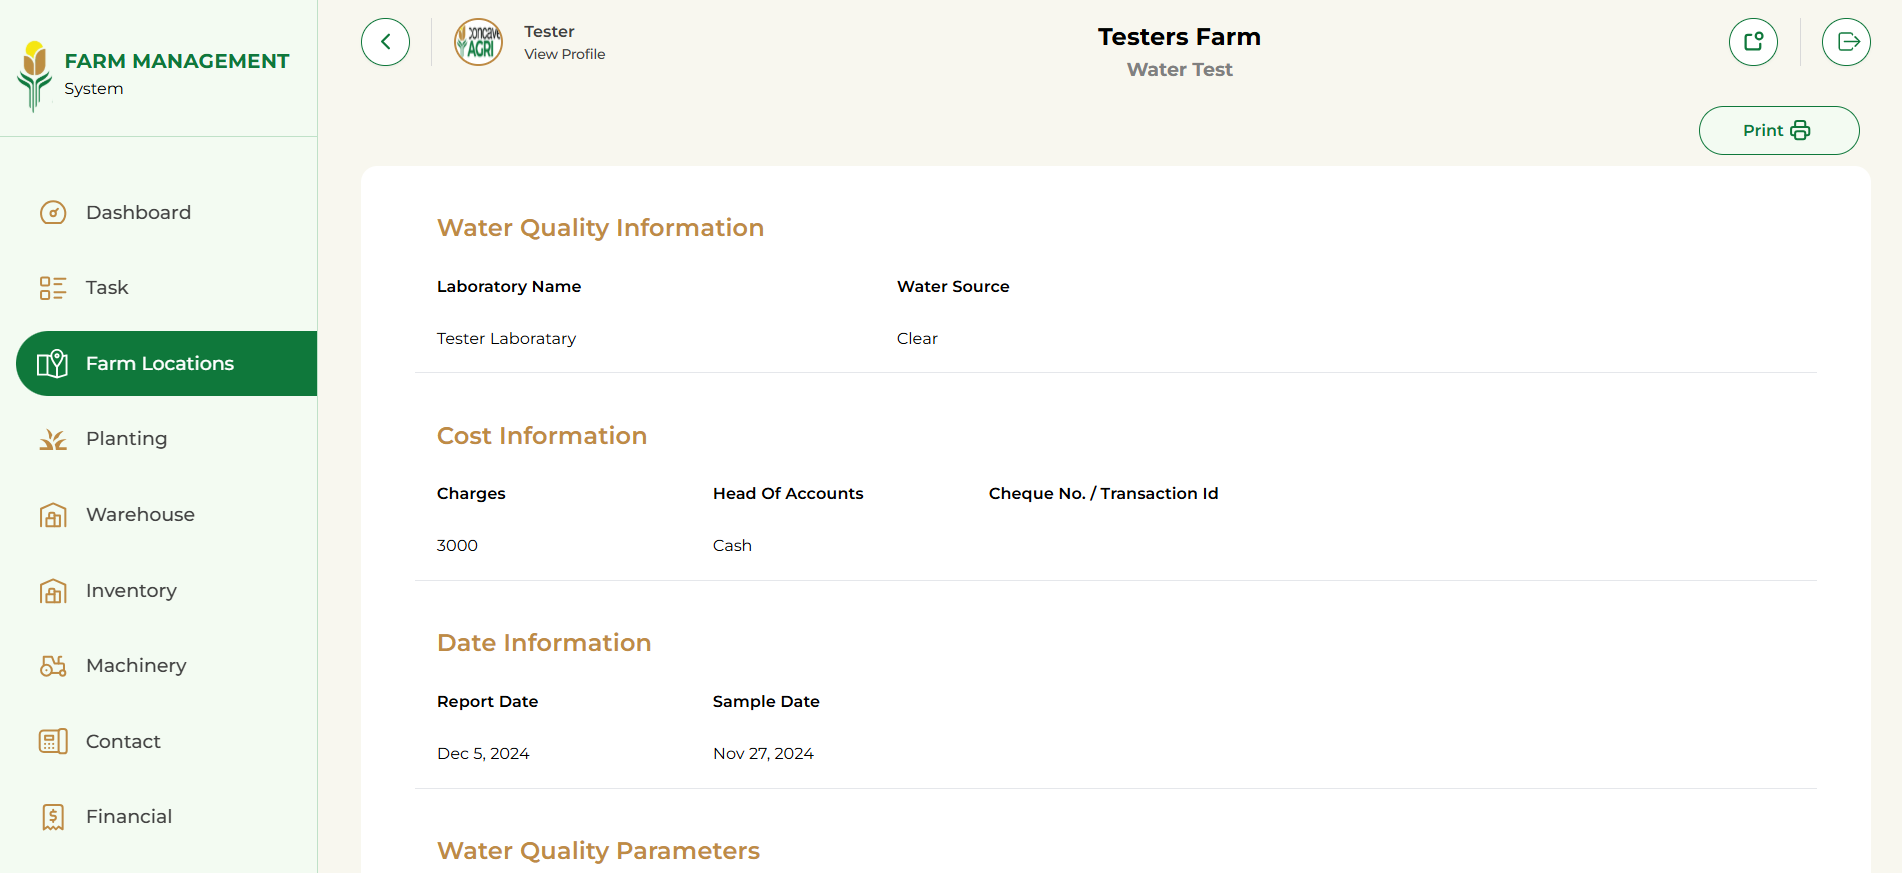 FARM MANAGEMENT
System
Dashboard
Task
Farm Locations
Planting
Warehouse
Inventory
Machinery
Contact
Financial
CONCAVE
AGRI
Tester
View Profile
Testers Farm
Water Test
Print
Water Quality Information
Laboratory Name Water Source
Tester Laboratary Clear
Cost Information
Charges Head Of Accounts Cheque No. / Transaction Id
3000 Cash
Date Information
Report Date Sample Date
Dec 5, 2024 Nov 27, 2024
Water Quality Parameters